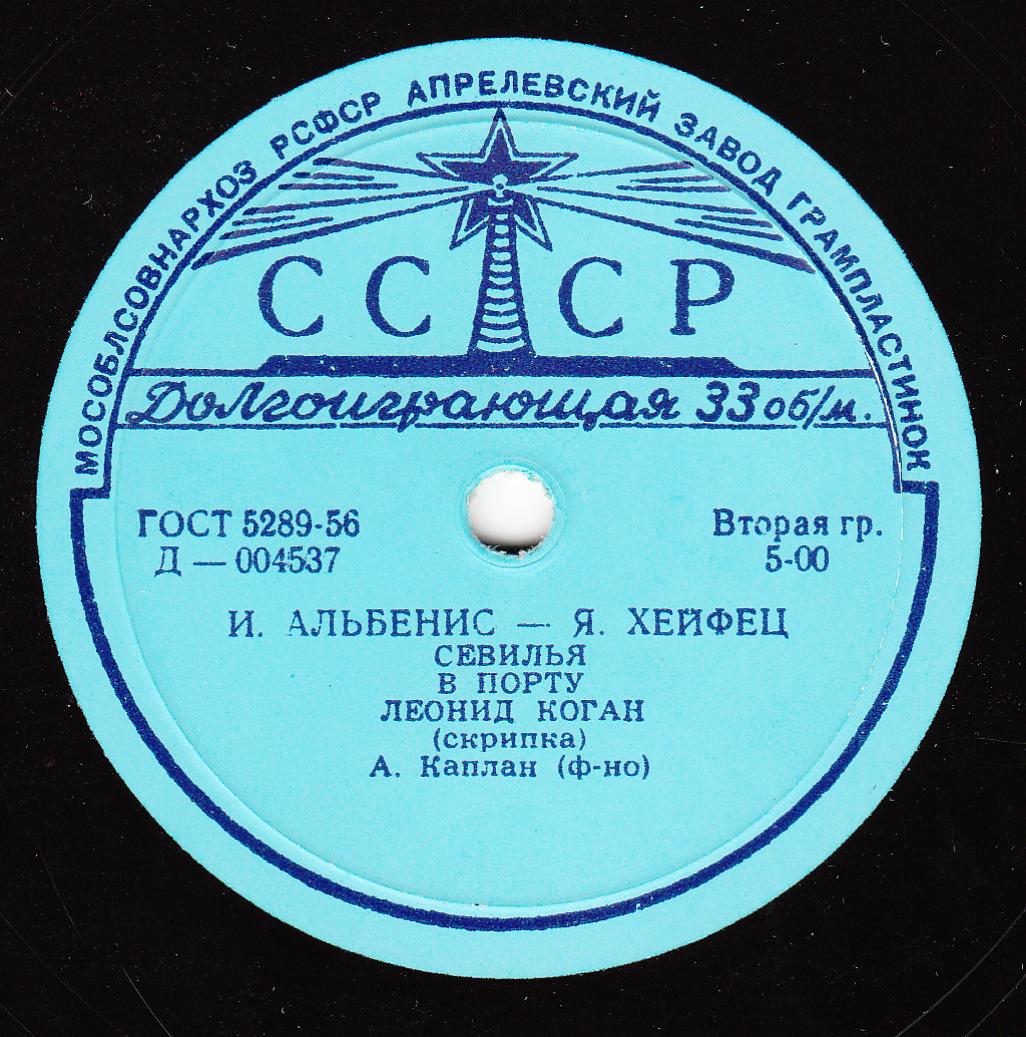 МОСОБЛСОВНАРХОЗ РСФСР АПРЕЛЕВСКИЙ ЗАВОД ГРАМПЛАСТИНОК
СССР
Долгоиграющая 33 об/м.
ГОСТ 5289-56
Д — 004537
Вторая гр.
5-00
И. АЛЬБЕНИС — Я. ХЕЙФЕЦ
СЕВИЛЬЯ
В ПОРТУ
ЛЕОНИД КОГАН
(скрипка)
А. Каплан (ф-но)